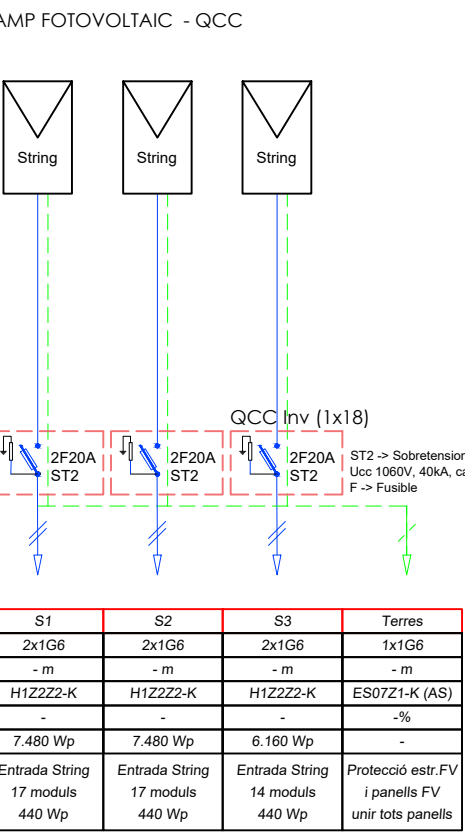 AMP FOTOVOLTAIC - QCC
String
String
String
QCC Inv (1x18)
2F20A
ST2
2F20A
ST2
2F20A
ST2
ST2 -> Sobretension
Ucc 1060V, 40kA, ca
F -> Fusible
S1 S2 S3 Terres
2x1G6 2x1G6 2x1G6 1x1G6
- m - m - m - m
H1Z2Z2-K H1Z2Z2-K H1Z2Z2-K ES07Z1-K (AS)
- - - -%
7.480 Wp 7.480 Wp 6.160 Wp -
Entrada String Entrada String Entrada String Protecció estr.FV
17 moduls 17 moduls 14 moduls i panells FV
440 Wp 440 Wp 440 Wp unir tots panells